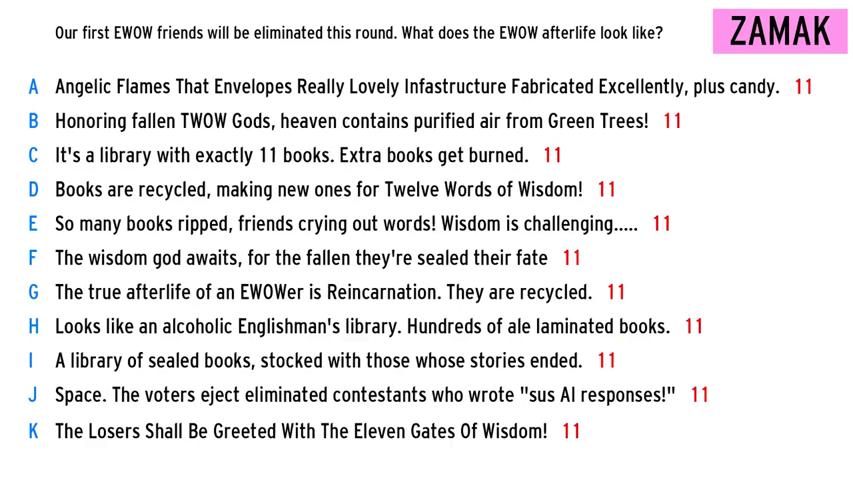 Our first EWOW friends will be eliminated this round. What does the EWOW afterlife look like?
ZAMAK
A Angelic Flames That Envelopes Really Lovely Infastructure Fabricated Excellently, plus candy. 11
B Honoring fallen TWOW Gods, heaven contains purified air from Green Trees! 11
C It's a library with exactly 11 books. Extra books get burned. 11
D Books are recycled, making new ones for Twelve Words of Wisdom! 11
E So many books ripped, friends crying out words! Wisdom is challenging..... 11
F The wisdom god awaits, for the fallen they're sealed their fate 11
G The true afterlife of an EWOWer is Reincarnation. They are recycled. 11
H Looks like an alcoholic Englishman's library. Hundreds of ale laminated books. 11
I A library of sealed books, stocked with those whose stories ended. 11
J Space. The voters eject eliminated contestants who wrote "sus AI responses!" 11
K The Losers Shall Be Greeted With The Eleven Gates Of Wisdom! 11